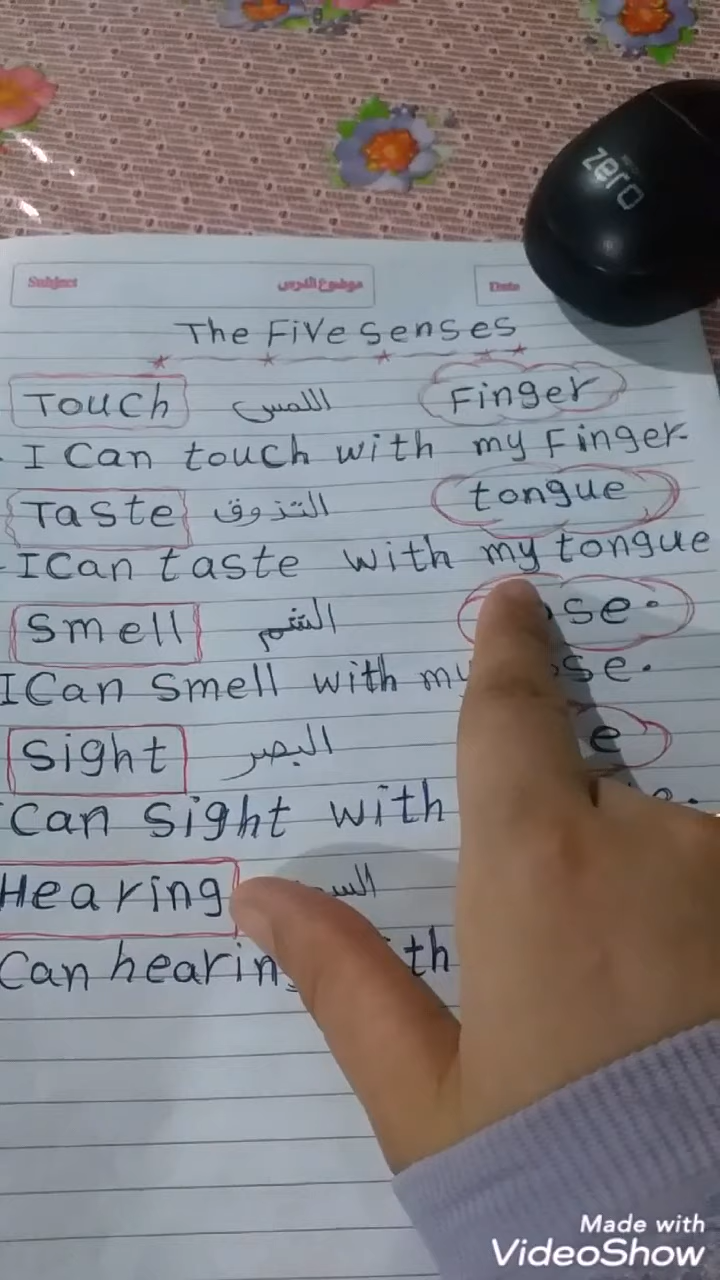 zero
Subject موضوع الدرس Date
The Five senses
Touch اللمس Finger
I Can touch with my Finger
Taste التذوق tongue
I Can taste with my tongue
Smell الشم
I Can Smell with my
Sight البصر
Can Sight with
Hearing
Can hearing
Made with
VideoShow